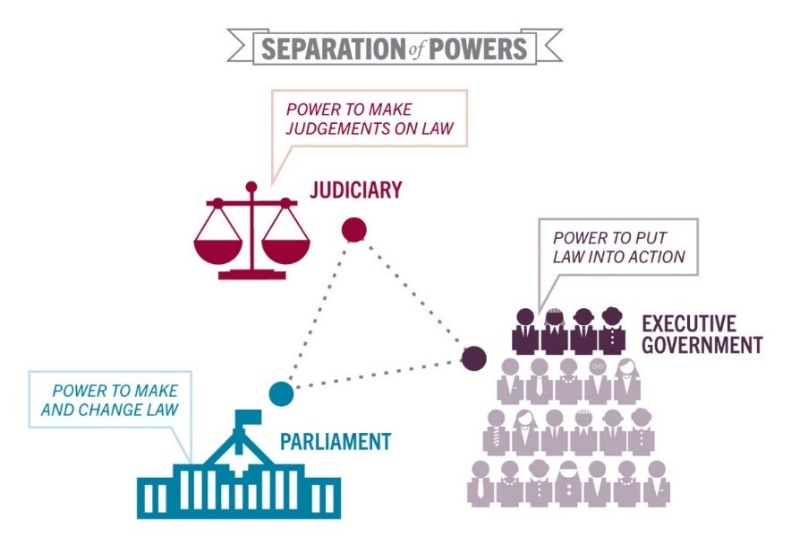 SEPARATION of POWERS
POWER TO MAKE
JUDGEMENTS ON LAW
JUDICIARY
POWER TO PUT
LAW INTO ACTION
EXECUTIVE
GOVERNMENT
POWER TO MAKE
AND CHANGE LAW
PARLIAMENT